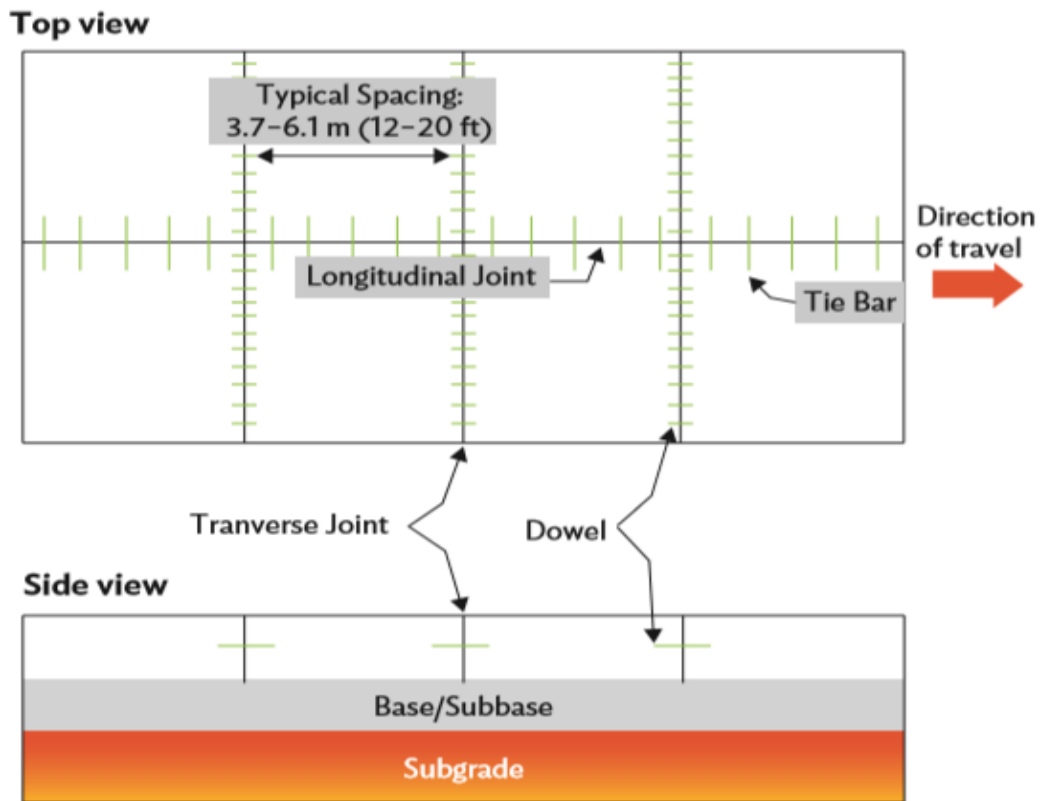 Top view
Typical Spacing:
3.7–6.1 m (12–20 ft)
Direction
of travel
Longitudinal Joint
Tie Bar
Tranverse Joint
Dowel
Side view
Base/Subbase
Subgrade